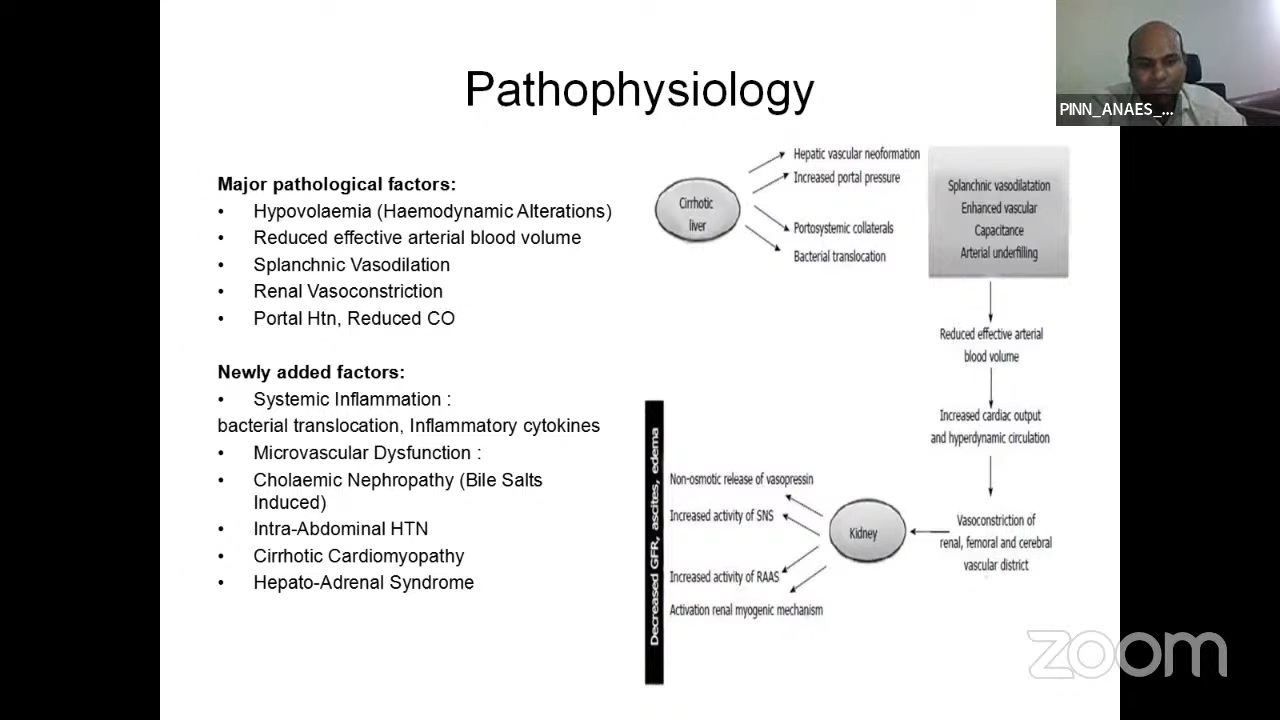 Pathophysiology
PINN_ANAES_...
Major pathological factors:
• Hypovolaemia (Haemodynamic Alterations)
• Reduced effective arterial blood volume
• Splanchnic Vasodilation
• Renal Vasoconstriction
• Portal Htn, Reduced CO
Newly added factors:
• Systemic Inflammation :
bacterial translocation, Inflammatory cytokines
• Microvascular Dysfunction :
• Cholaemic Nephropathy (Bile Salts
Induced)
• Intra-Abdominal HTN
• Cirrhotic Cardiomyopathy
• Hepato-Adrenal Syndrome
Cirrhotic
liver
Hepatic vascular neoformation
Increased portal pressure
Portosystemic collaterals
Bacterial translocation
Splanchnic vasodilatation
Enhanced vascular
Capacitance
Arterial underfilling
Reduced effective arterial
blood volume
Increased cardiac output
and hyperdynamic circulation
Vasoconstriction of
renal, femoral and cerebral
vascular district
Kidney
Non-osmotic release of vasopressin
Increased activity of SNS
Increased activity of RAAS
Activation renal myogenic mechanism
Decreased GFR, ascites, edema
zoom